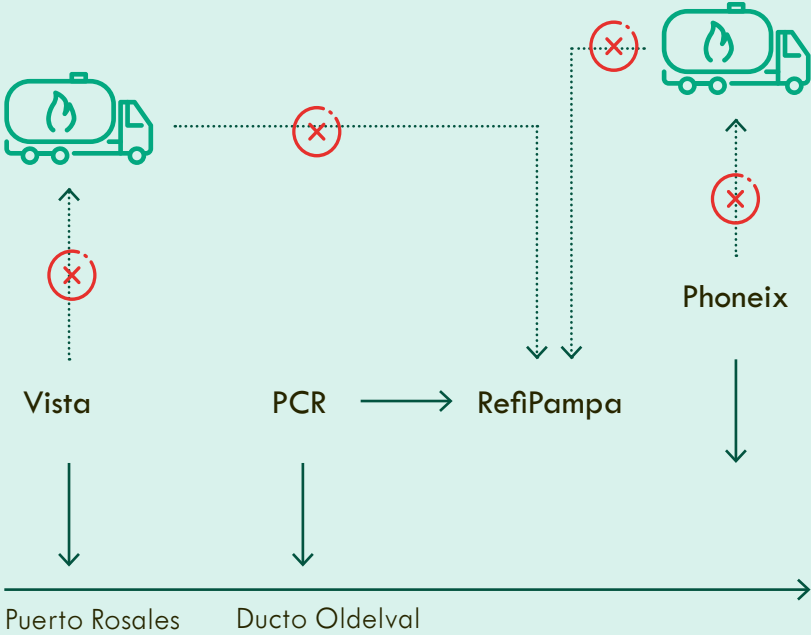 Phoneix
Vista
PCR
RefiPampa
Puerto Rosales
Ducto Oldelval